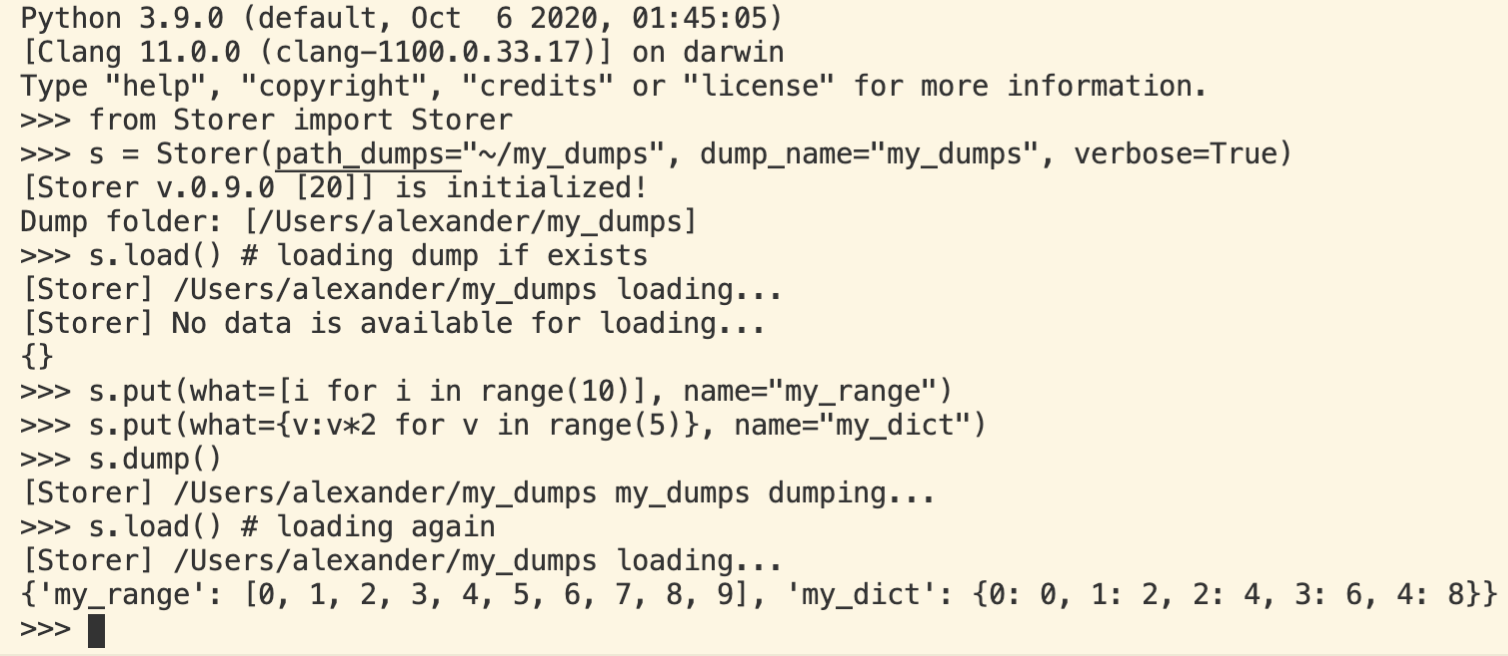 Python 3.9.0 (default, Oct  6 2020, 01:45:05)
[Clang 11.0.0 (clang-1100.0.33.17)] on darwin
Type "help", "copyright", "credits" or "license" for more information.
>>> from Storer import Storer
>>> s = Storer(path_dumps="~/my_dumps", dump_name="my_dumps", verbose=True)
[Storer v.0.9.0 [20]] is initialized!
Dump folder: [/Users/alexander/my_dumps]
>>> s.load() # loading dump if exists
[Storer] /Users/alexander/my_dumps loading...
[Storer] No data is available for loading...
{}
>>> s.put(what=[i for i in range(10)], name="my_range")
>>> s.put(what={v:v*2 for v in range(5)}, name="my_dict")
>>> s.dump()
[Storer] /Users/alexander/my_dumps my_dumps dumping...
>>> s.load() # loading again
[Storer] /Users/alexander/my_dumps loading...
{'my_range': [0, 1, 2, 3, 4, 5, 6, 7, 8, 9], 'my_dict': {0: 0, 1: 2, 2: 4, 3: 6, 4: 8}}
>>>